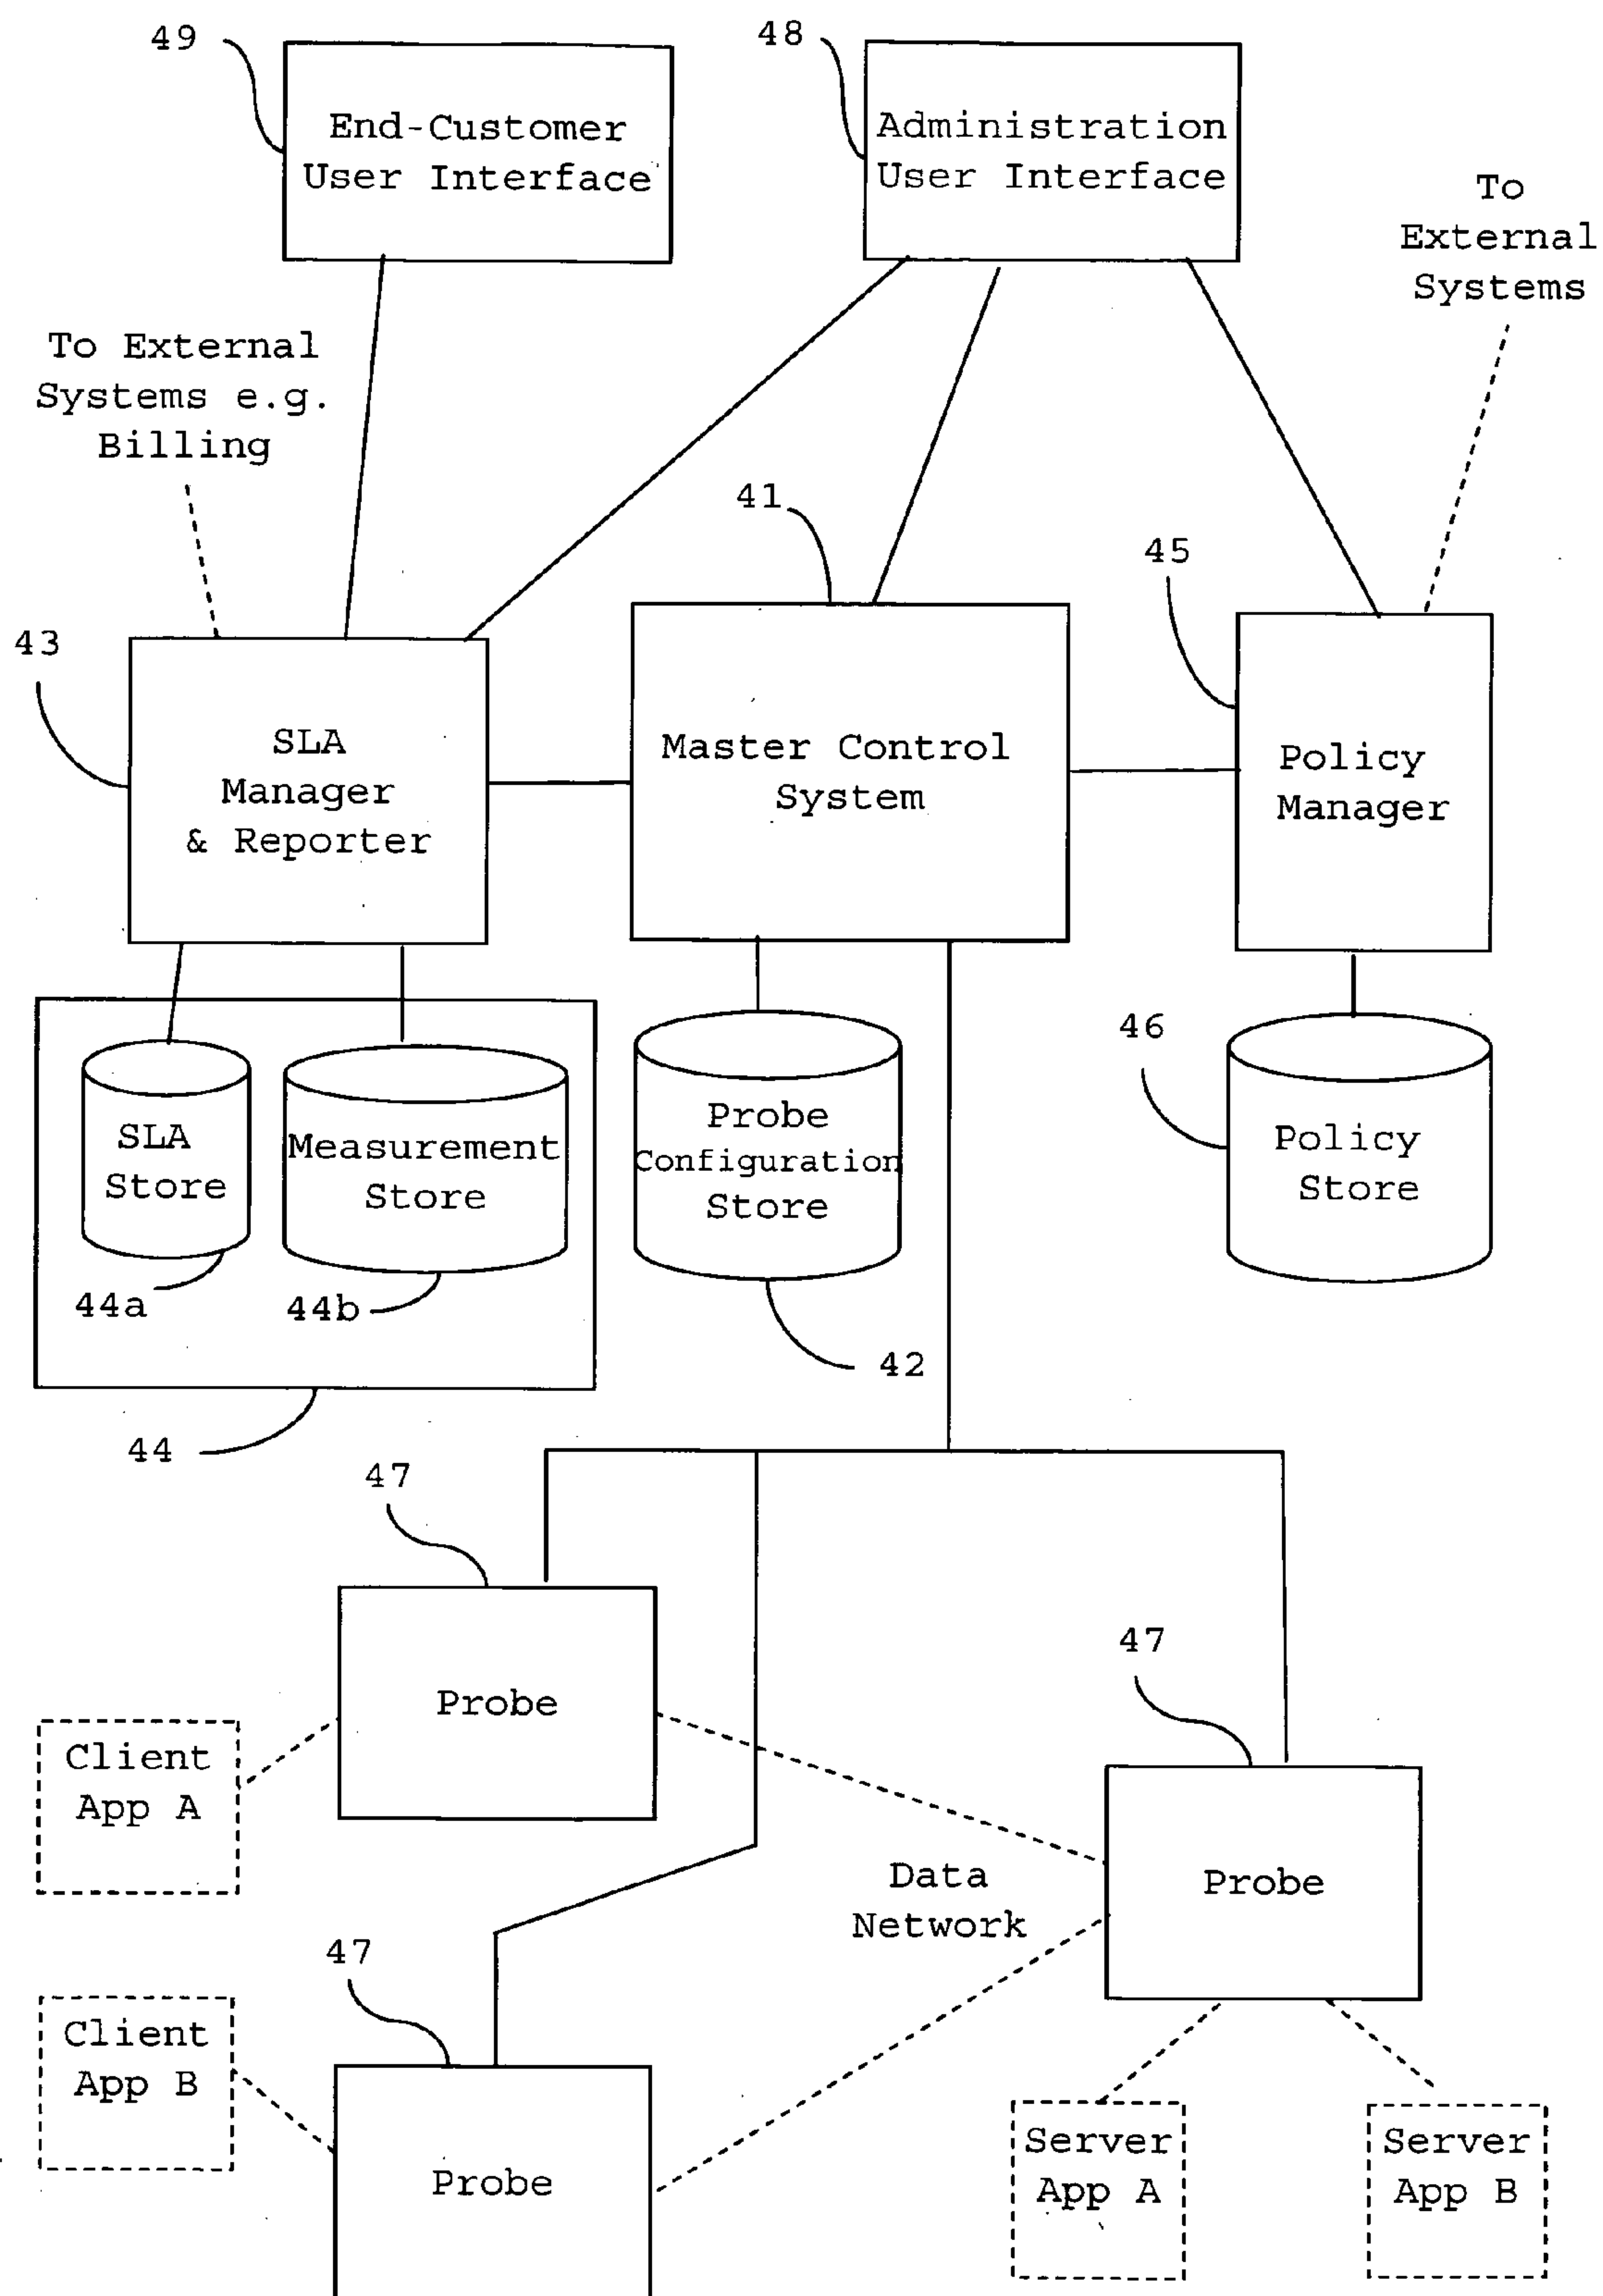 49
48
End-Customer
User Interface
Administration
User Interface
To
External
Systems
To External
Systems e.g.
Billing
41
45
43
SLA
Manager
& Reporter
Master Control
System
Policy
Manager
46
SLA
Store
Measurement
Store
Probe
Configuration
Store
Policy
Store
44a
44b
42
44
47
47
Probe
Client
App A
Data
Network
Probe
47
Client
App B
Probe
Server
App A
Server
App B